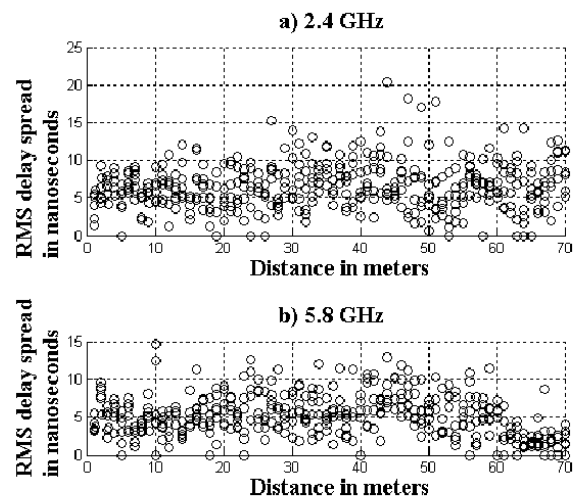 a) 2.4 GHz
RMS delay spread
in nanoseconds
25
20
15
10
5
0
0 10 20 30 40 50 60 70
Distance in meters
b) 5.8 GHz
RMS delay spread
in nanoseconds
15
10
5
0
0 10 20 30 40 50 60 70
Distance in meters